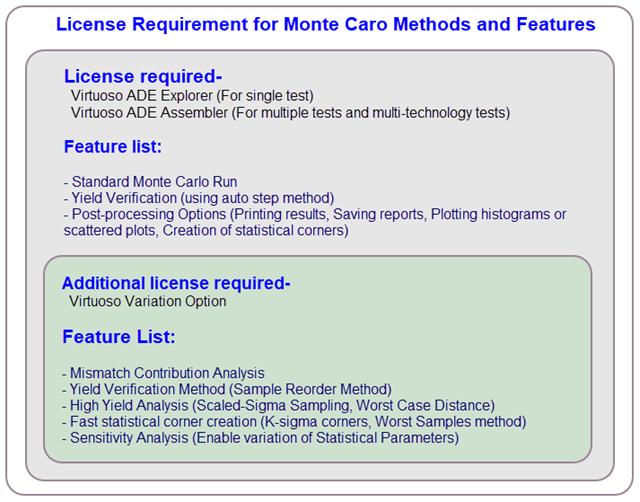 License Requirement for Monte Caro Methods and Features
License required-
Virtuoso ADE Explorer (For single test)
Virtuoso ADE Assembler (For multiple tests and multi-technology tests)
Feature list:
- Standard Monte Carlo Run
- Yield Verification (using auto step method)
- Post-processing Options (Printing results, Saving reports, Plotting histograms or
scattered plots, Creation of statistical corners)
Additional license required-
Virtuoso Variation Option
Feature List:
- Mismatch Contribution Analysis
- Yield Verification Method (Sample Reorder Method)
- High Yield Analysis (Scaled-Sigma Sampling, Worst Case Distance)
- Fast statistical corner creation (K-sigma corners, Worst Samples method)
- Sensitivity Analysis (Enable variation of Statistical Parameters)